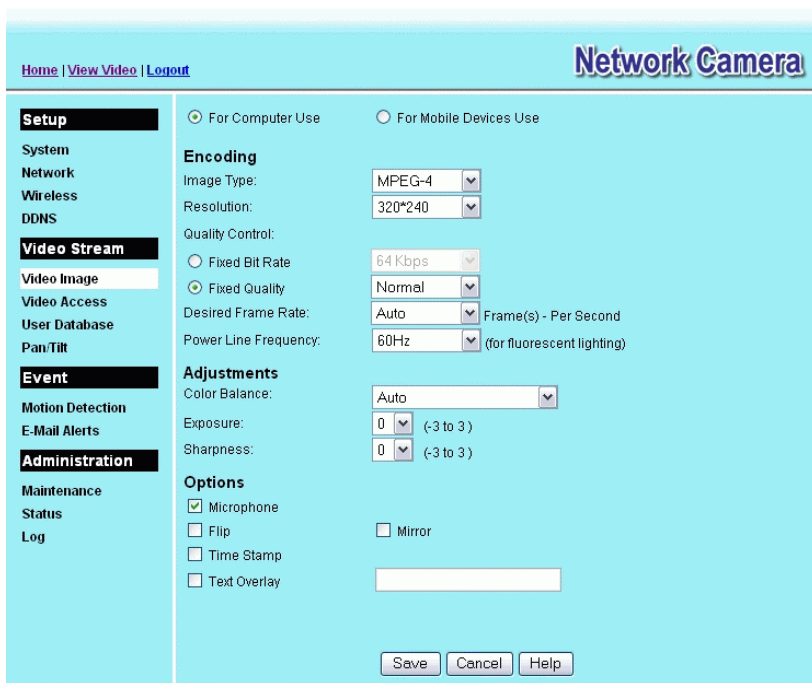 Home | View Video | Logout
Network Camera
Setup
System
Network
Wireless
DDNS
Video Stream
Video Image
Video Access
User Database
Pan/Tilt
Event
Motion Detection
E-Mail Alerts
Administration
Maintenance
Status
Log
For Computer Use For Mobile Devices Use
Encoding
Image Type: MPEG-4
Resolution: 320*240
Quality Control:
Fixed Bit Rate 64 Kbps
Fixed Quality Normal
Desired Frame Rate: Auto Frame(s) - Per Second
Power Line Frequency: 60Hz (for fluorescent lighting)
Adjustments
Color Balance: Auto
Exposure: 0 (-3 to 3 )
Sharpness: 0 (-3 to 3 )
Options
Microphone
Flip Mirror
Time Stamp
Text Overlay
Save Cancel Help